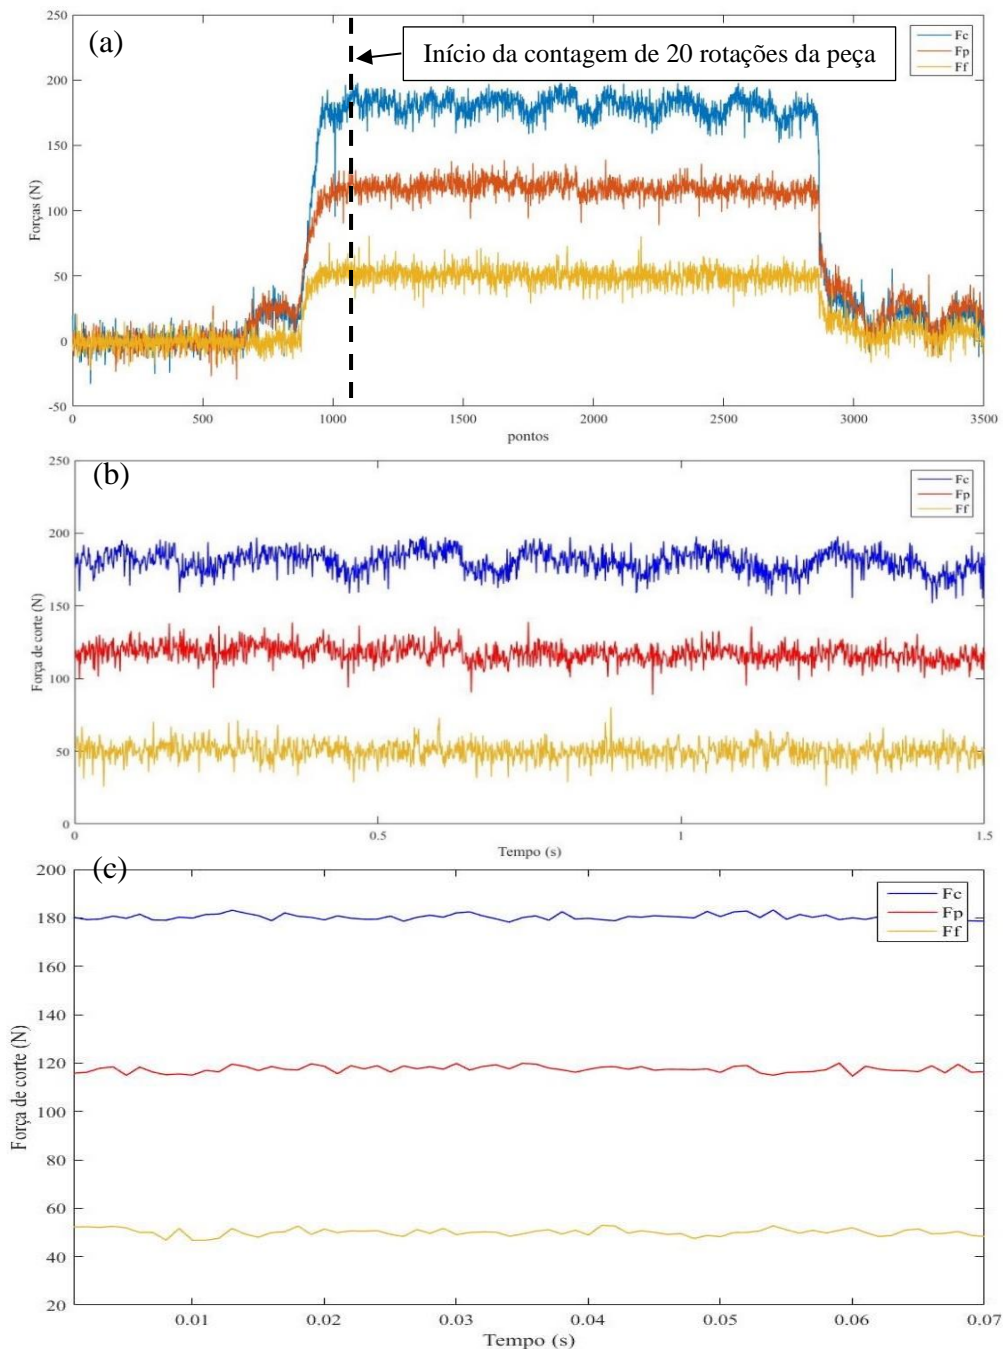 (a)
Início da contagem de 20 rotações da peça
Fc
Fp
Ff
250
200
150
100
50
0
-50
Forças (N)
0 500 1000 1500 2000 2500 3000 3500
pontos
(b)
Fc
Fp
Ff
250
200
150
100
50
0
Força de corte (N)
0 0.5 1 1.5
Tempo (s)
(c)
Fc
Fp
Ff
200
180
160
140
120
100
80
60
40
20
Força de corte (N)
0.01 0.02 0.03 0.04 0.05 0.06 0.07
Tempo (s)